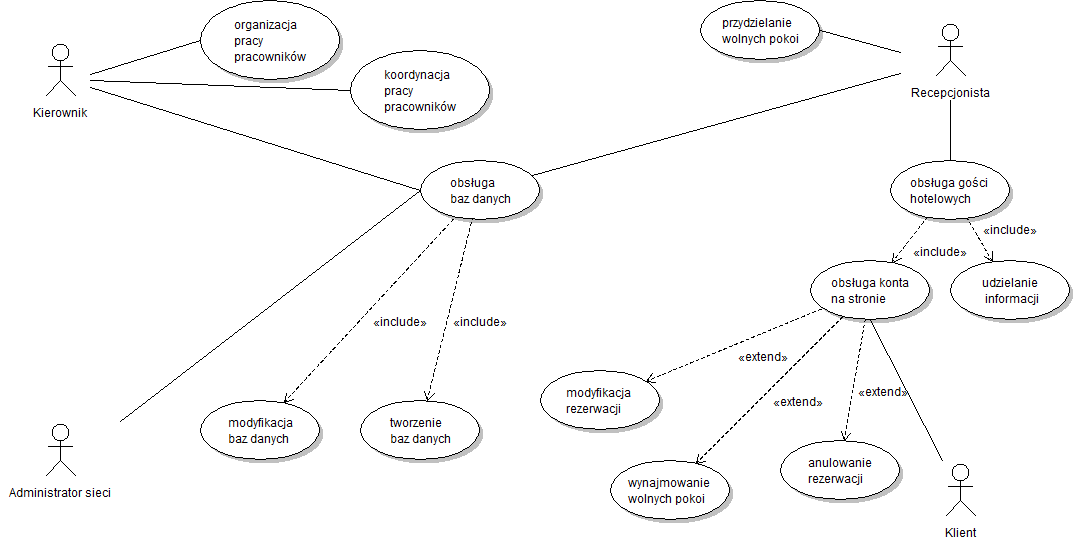 organizacja
pracy
pracowników
przydzielanie
wolnych pokoi
koordynacja
pracy
pracowników
Kierownik
Recepcjonista
obsługa
baz danych
obsługa gości
hotelowych
«include»
«include»
obsługa konta
na stronie
udzielanie
informacji
«include»
«include»
«extend»
modyfikacja
rezerwacji
«extend»
«extend»
modyfikacja
baz danych
tworzenie
baz danych
anulowanie
rezerwacji
wynajmowanie
wolnych pokoi
Administrator sieci
Klient